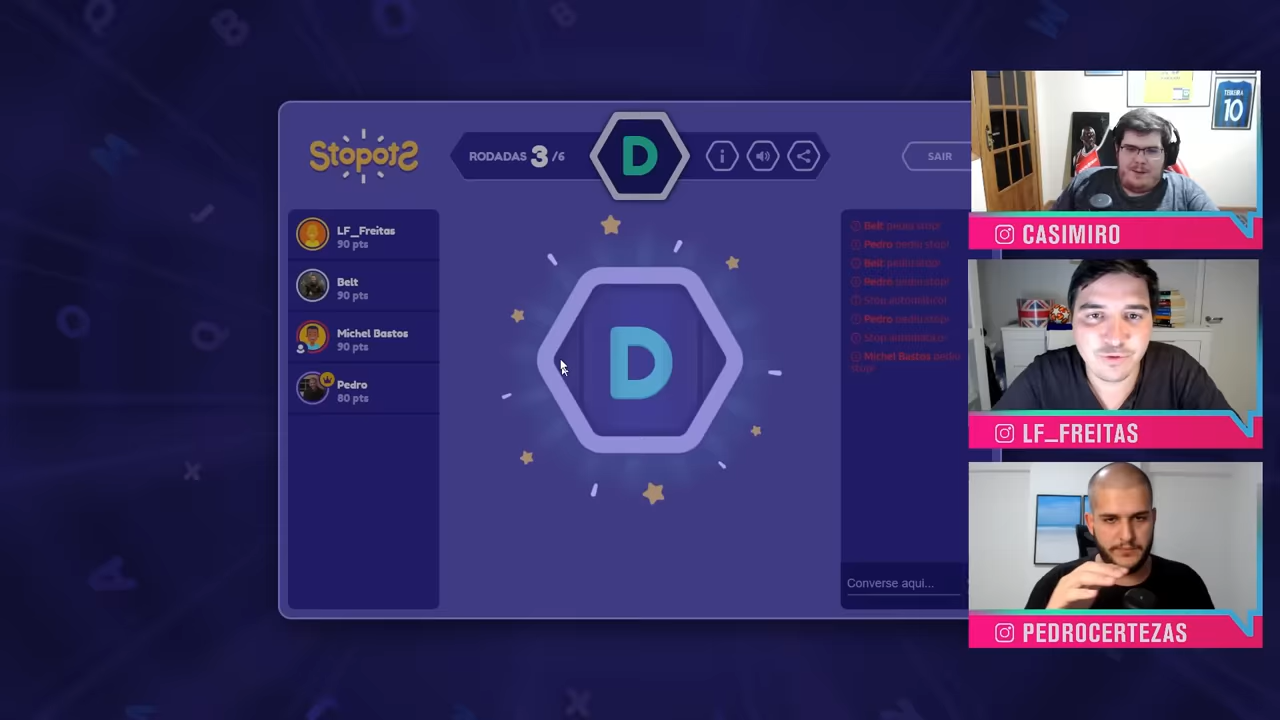 StopotS
RODADAS 3 /6
D
SAIR
LF_Freitas
90 pts
Belt
90 pts
Michel Bastos
90 pts
Pedro
80 pts
D
Belt pediu stop!
Pedro pediu stop!
Belt pediu stop!
Pedro pediu stop!
Stop automático!
Pedro pediu stop!
Stop automático!
Michel Bastos pediu
stop!
Converse aqui...
TEIXEIRA
10
CASIMIRO
LF_FREITAS
PEDROCERTEZAS